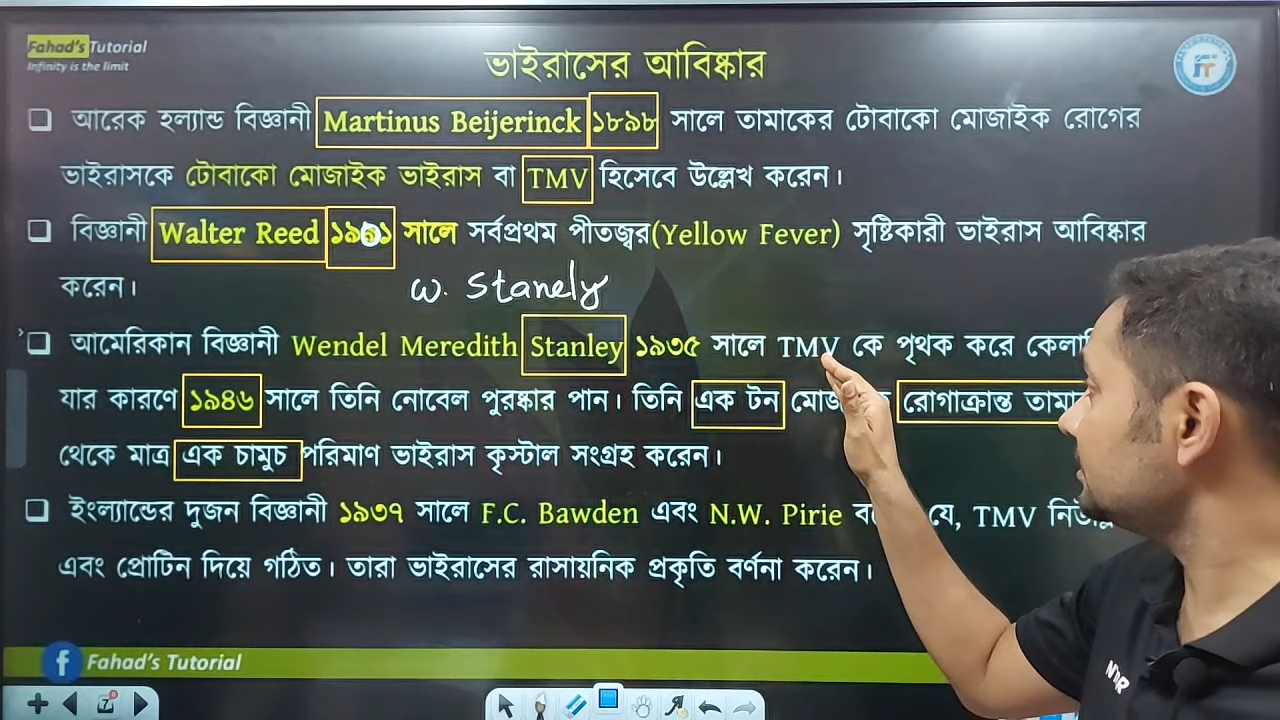 Fahad's Tutorial
Infinity is the limit
ভাইরাসের আবিষ্কার
আরেক হল্যান্ড বিজ্ঞানী Martinus Beijerinck ১৮৯৮ সালে তামাকের টোবাকো মোজাইক রোগের
ভাইরাসকে টোবাকো মোজাইক ভাইরাস বা TMV হিসেবে উল্লেখ করেন।
বিজ্ঞানী Walter Reed ১৯০১ সালে সর্বপ্রথম পীতজ্বর(Yellow Fever) সৃষ্টিকারী ভাইরাস আবিষ্কার
করেন।
W. Stanely
আমেরিকান বিজ্ঞানী Wendel Meredith Stanley ১৯৩৫ সালে TMV কে পৃথক করে
যার কারণে ১৯৪৬ সালে তিনি নোবেল পুরষ্কার পান। তিনি এক টন রোগাক্রান্ত
থেকে মাত্র এক চামুচ পরিমাণ ভাইরাস কৃস্টাল সংগ্রহ করেন।
ইংল্যান্ডের দুজন বিজ্ঞানী ১৯৩৭ সালে F.C. Bawden এবং N.W. Pirie যে, TMV
এবং প্রোটিন দিয়ে গঠিত। তারা ভাইরাসের রাসায়নিক প্রকৃতি বর্ণনা করেন।
Fahad's Tutorial